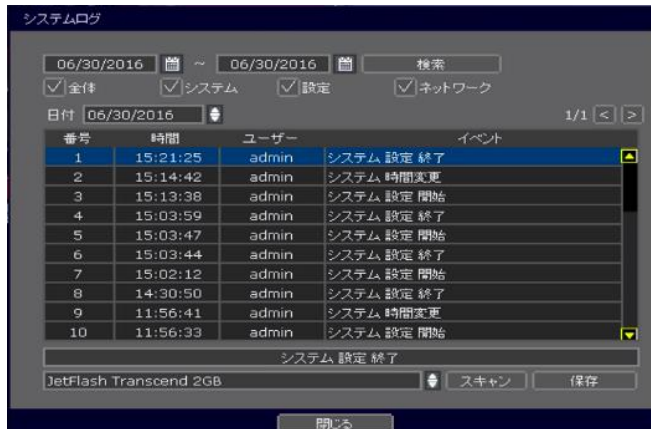 システムログ
06/30/2016 ~ 06/30/2016 検索
全体 システム 設定 ネットワーク
日付 06/30/2016 1/1 < >
番号 時間 ユーザー イベント
1 15:21:25 admin システム 設定 終了
2 15:14:42 admin システム 時間変更
3 15:13:38 admin システム 設定 開始
4 15:03:59 admin システム 設定 終了
5 15:03:47 admin システム 設定 開始
6 15:03:44 admin システム 設定 終了
7 15:02:12 admin システム 設定 開始
8 14:30:50 admin システム 設定 終了
9 11:56:41 admin システム 時間変更
10 11:56:33 admin システム 設定 開始
システム 設定 終了
JetFlash Transcend 2GB スキャン 保存
閉じる